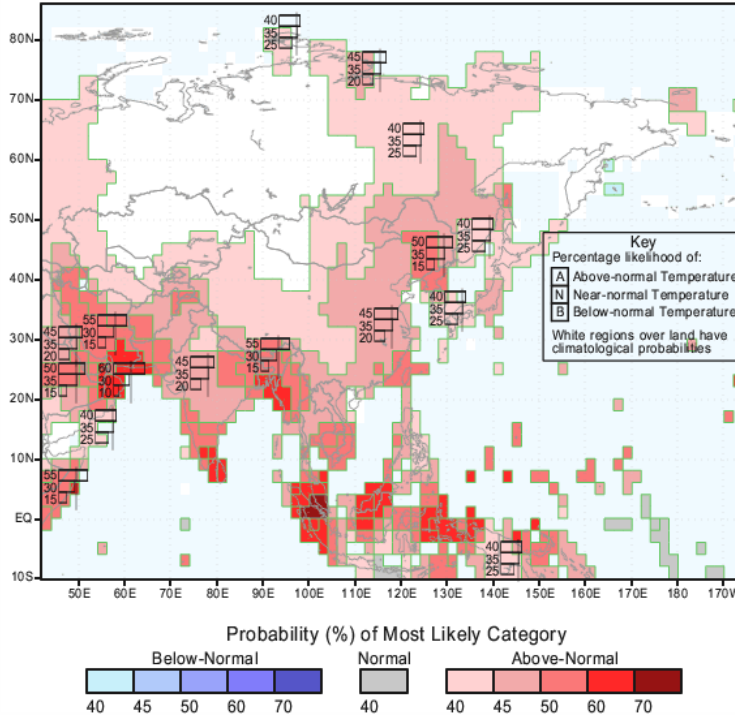 80N
70N
60N
50N
40N
30N
20N
10N
EQ
10S
50E 60E 70E 80E 90E 100E 110E 120E 130E 140E 150E 160E 170E 180 170W
40
35
25
45
35
20
40
35
25
40
35
25
50
35
15
40
35
25
45
35
20
55
30
15
45
35
20
55
30
15
45
35
20
50
35
15
60
30
10
40
35
25
55
30
15
40
35
25
Key
Percentage likelihood of:
A Above-normal Temperature
N Near-normal Temperature
B Below-normal Temperature
White regions over land have
climatological probabilities
Probability (%) of Most Likely Category
Below-Normal Normal Above-Normal
40 45 50 60 70 40 40 45 50 60 70